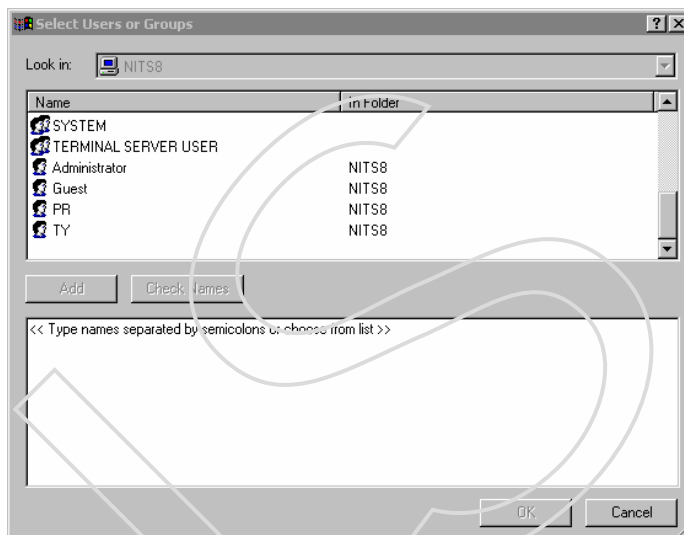 Select Users or Groups
Look in: NITS8
Name In Folder
SYSTEM
TERMINAL SERVER USER
Administrator NITS8
Guest NITS8
PR NITS8
TY NITS8
Add Check Names
<< Type names separated by semicolons or choose from list >>
OK Cancel